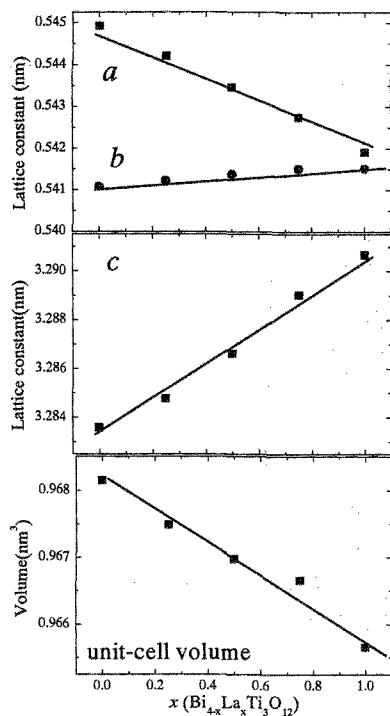 0.545
0.544
0.543
0.542
0.541
0.540
Lattice constant (nm)
a
b
3.290
3.288
3.286
3.284
Lattice constant(nm)
c
0.968
0.967
0.966
Volume(nm³)
unit-cell volume
0.0 0.2 0.4 0.6 0.8 1.0
x (Bi₄₋ₓLaₓTi₃O₁₂)